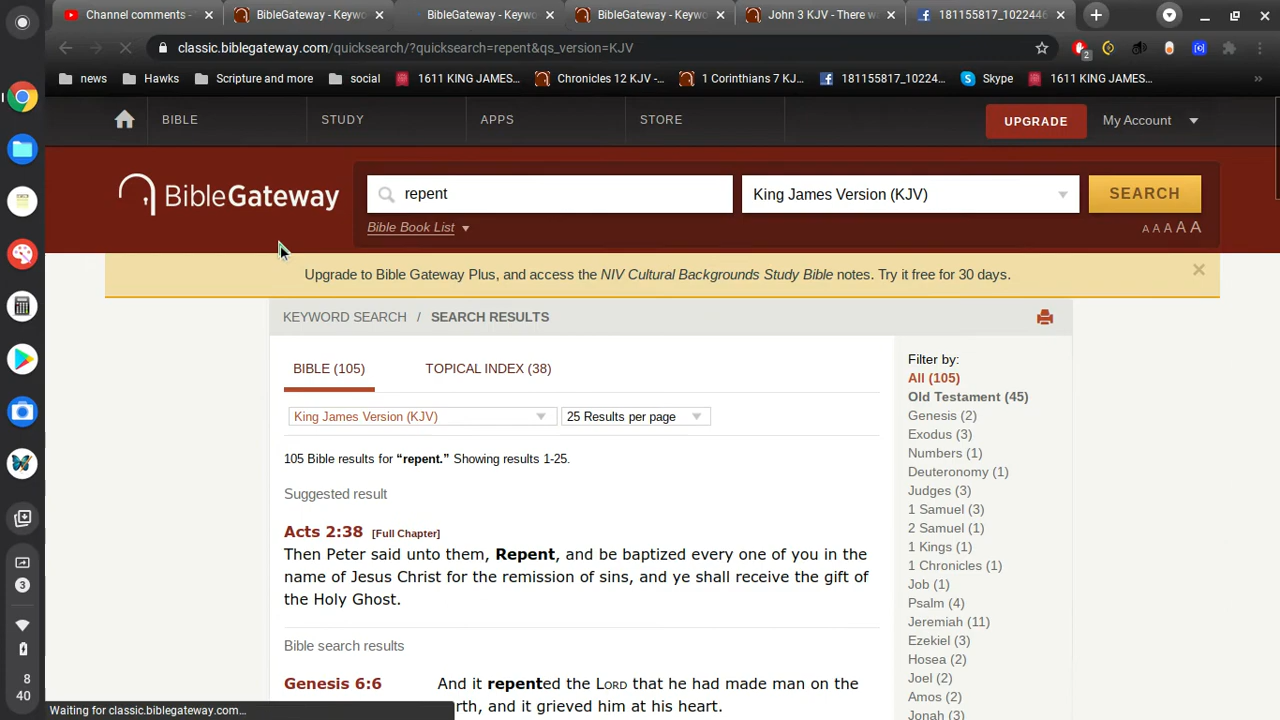 Channel comments -
BibleGateway - Keywo
BibleGateway - Keywo
BibleGateway - Keywo
John 3 KJV - There wa
181155817_1022446
classic.biblegateway.com/quicksearch/?quicksearch=repent&qs_version=KJV
2
news
Hawks
Scripture and more
social
1611 KING JAMES...
Chronicles 12 KJV -...
1 Corinthians 7 KJ...
181155817_10224...
Skype
1611 KING JAMES...
»
BIBLE
STUDY
APPS
STORE
UPGRADE
My Account
BibleGateway
repent
King James Version (KJV)
SEARCH
Bible Book List
A A A A A
Upgrade to Bible Gateway Plus, and access the NIV Cultural Backgrounds Study Bible notes. Try it free for 30 days.
KEYWORD SEARCH / SEARCH RESULTS
BIBLE (105)
TOPICAL INDEX (38)
King James Version (KJV)
25 Results per page
105 Bible results for “repent.” Showing results 1-25.
Suggested result
Acts 2:38 [Full Chapter]
Then Peter said unto them, Repent, and be baptized every one of you in the
name of Jesus Christ for the remission of sins, and ye shall receive the gift of
the Holy Ghost.
Bible search results
Genesis 6:6
And it repented the LORD that he had made man on the
earth, and it grieved him at his heart.
Filter by:
All (105)
Old Testament (45)
Genesis (2)
Exodus (3)
Numbers (1)
Deuteronomy (1)
Judges (3)
1 Samuel (3)
2 Samuel (1)
1 Kings (1)
1 Chronicles (1)
Job (1)
Psalm (4)
Jeremiah (11)
Ezekiel (3)
Hosea (2)
Joel (2)
Amos (2)
Jonah (3)
3
8
40
Waiting for classic.biblegateway.com...